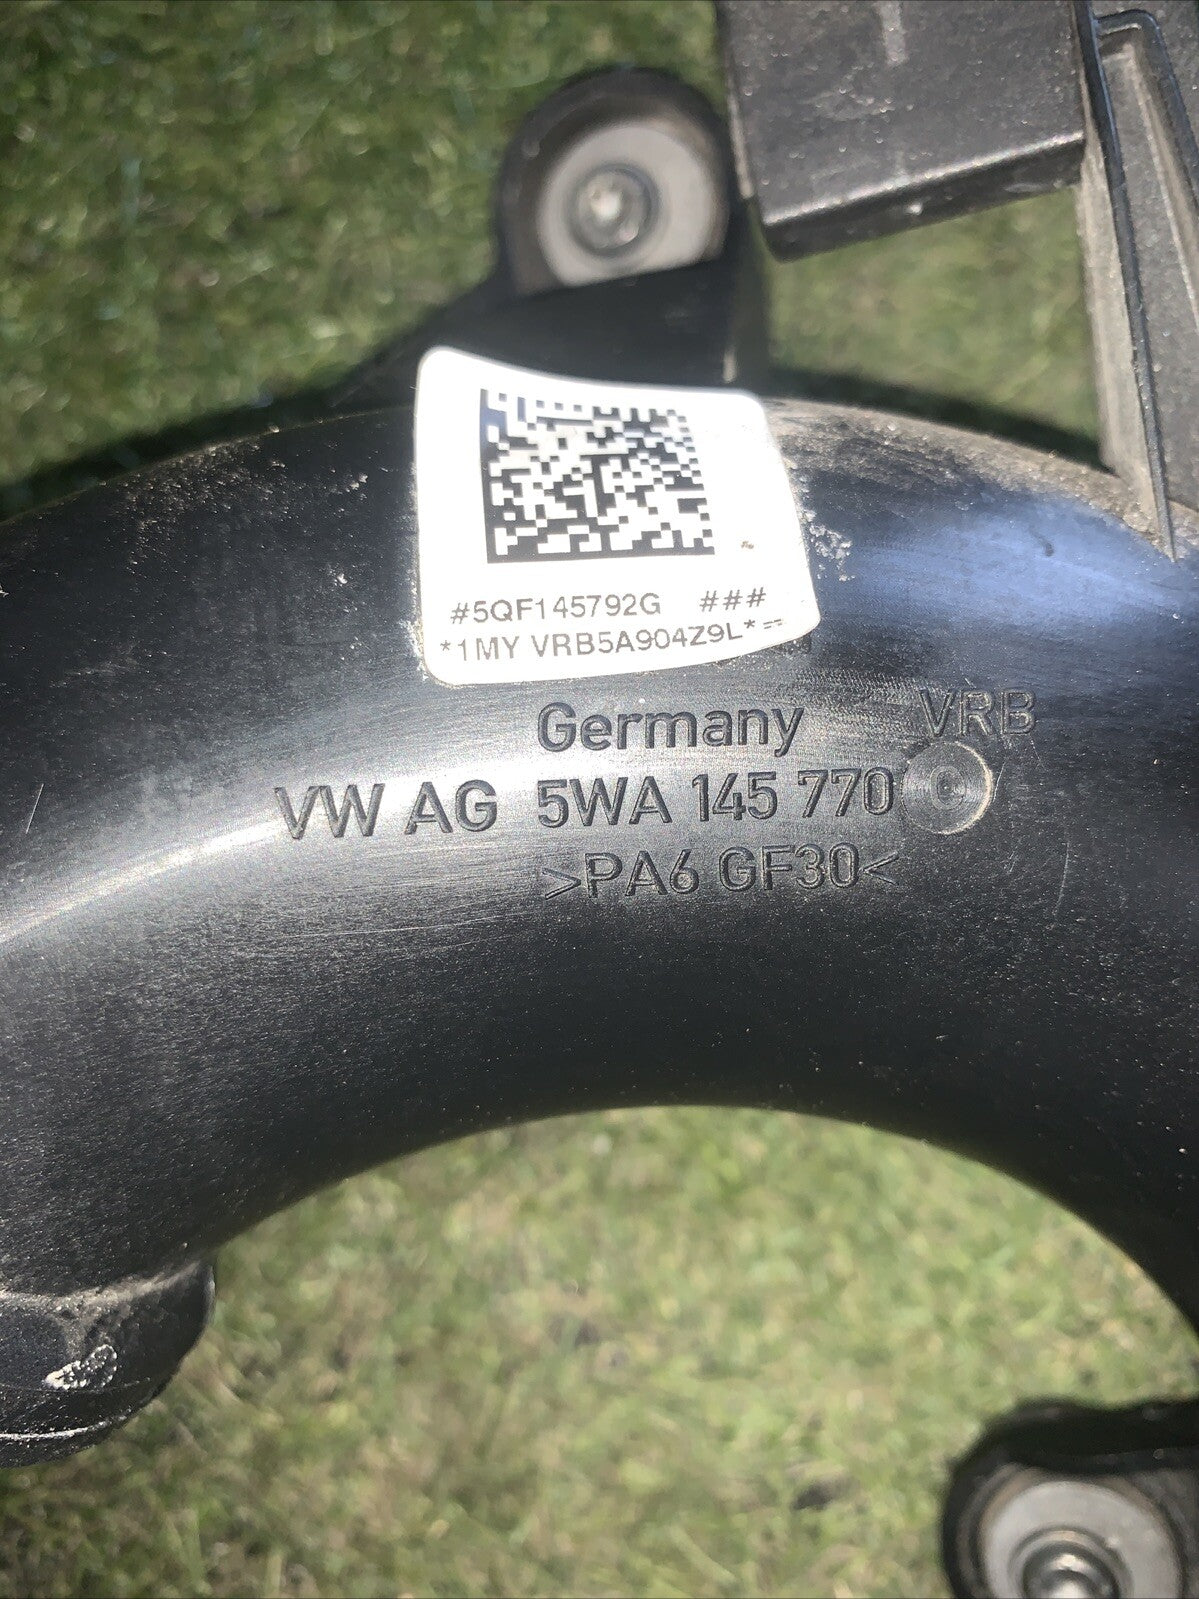 #5QF145792G ###
*1MY VRB5A904Z9L*=
Germany VRB
VW AG 5WA 145 770 C
>PA6 GF30<